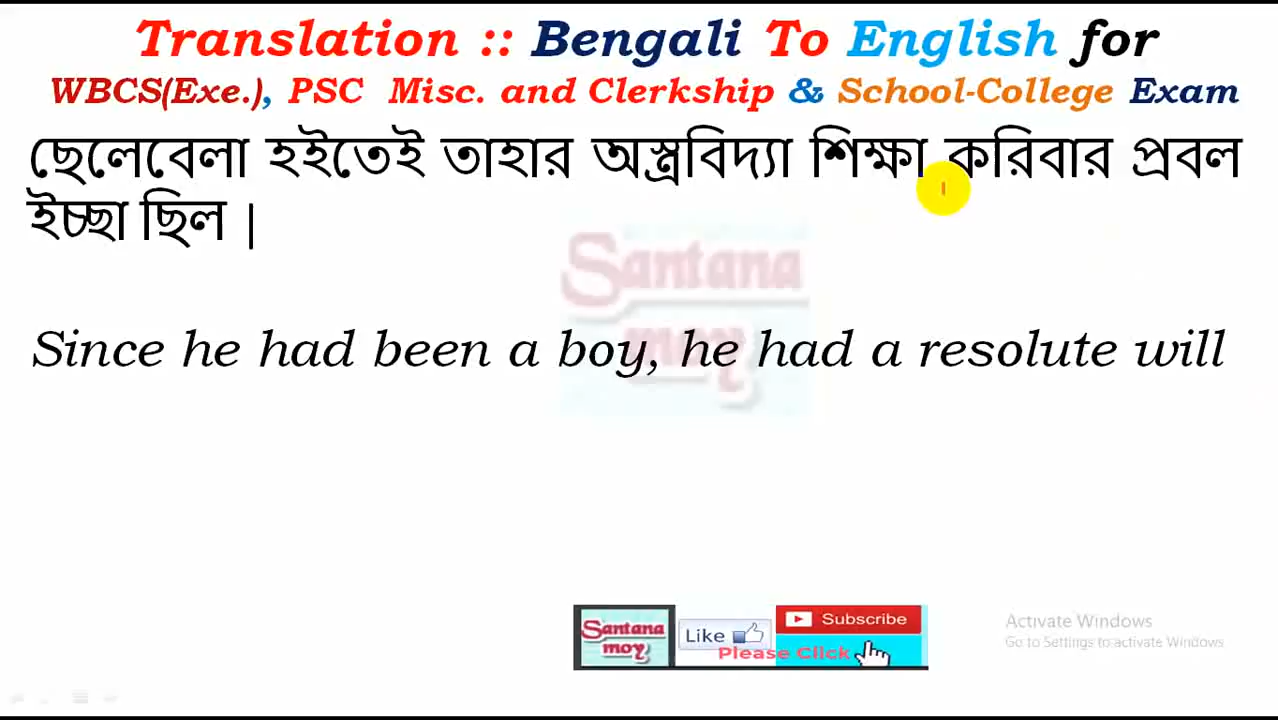 Translation :: Bengali To English for
WBCS(Exe.), PSC Misc. and Clerkship & School-College Exam
ছেলেবেলা হইতেই তাহার অস্ত্রবিদ্যা শিক্ষা করিবার প্রবল
ইচ্ছা ছিল |
Santana
moy
Since he had been a boy, he had a resolute will
Santana
moy
Like
Subscribe
Please Click
Activate Windows
Go to Settings to activate Windows